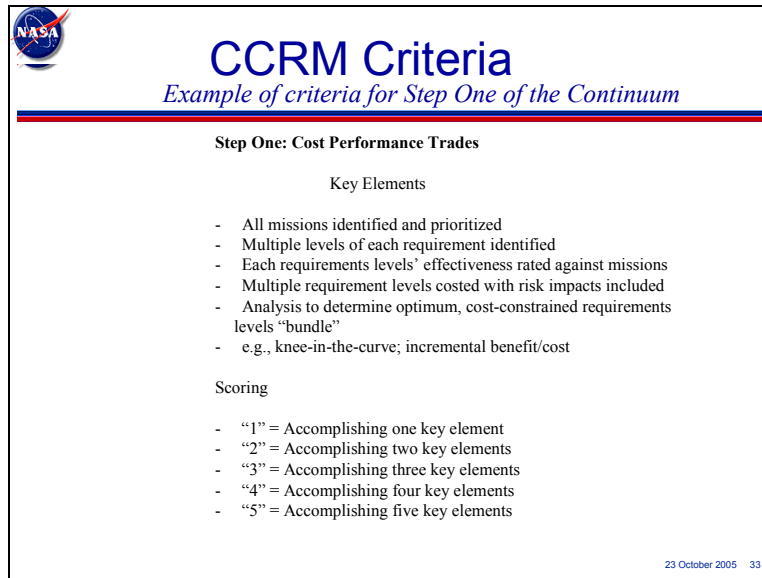 NASA
CCRM Criteria
Example of criteria for Step One of the Continuum
Step One: Cost Performance Trades
Key Elements
- All missions identified and prioritized
- Multiple levels of each requirement identified
- Each requirements levels’ effectiveness rated against missions
- Multiple requirement levels costed with risk impacts included
- Analysis to determine optimum, cost-constrained requirements
levels “bundle”
- e.g., knee-in-the-curve; incremental benefit/cost
Scoring
- “1” = Accomplishing one key element
- “2” = Accomplishing two key elements
- “3” = Accomplishing three key elements
- “4” = Accomplishing four key elements
- “5” = Accomplishing five key elements
23 October 2005 33